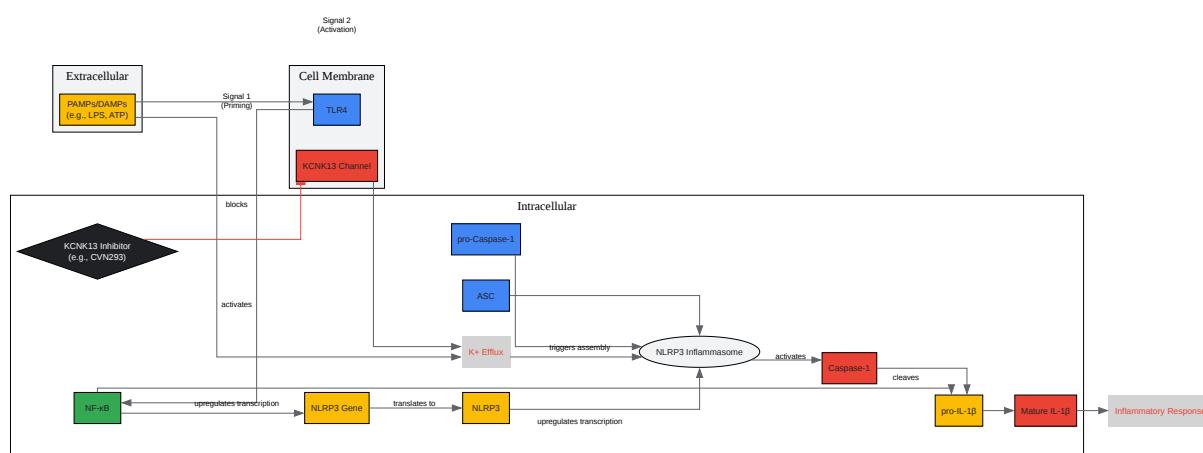 Signal 2
(Activation)
Extracellular
Cell Membrane
PAMPs/DAMPs
(e.g., LPS, ATP)
Signal 1
(Priming)
TLR4
KCNK13 Channel
blocks
Intracellular
KCNK13 Inhibitor
(e.g., CVN293)
pro-Caspase-1
ASC
activates
K+ Efflux
triggers assembly
NLRP3 Inflammasome
activates
Caspase-1
cleaves
NF-κB
upregulates transcription
NLRP3 Gene
translates to
NLRP3
upregulates transcription
pro-IL-1β
Mature IL-1β
Inflammatory Response